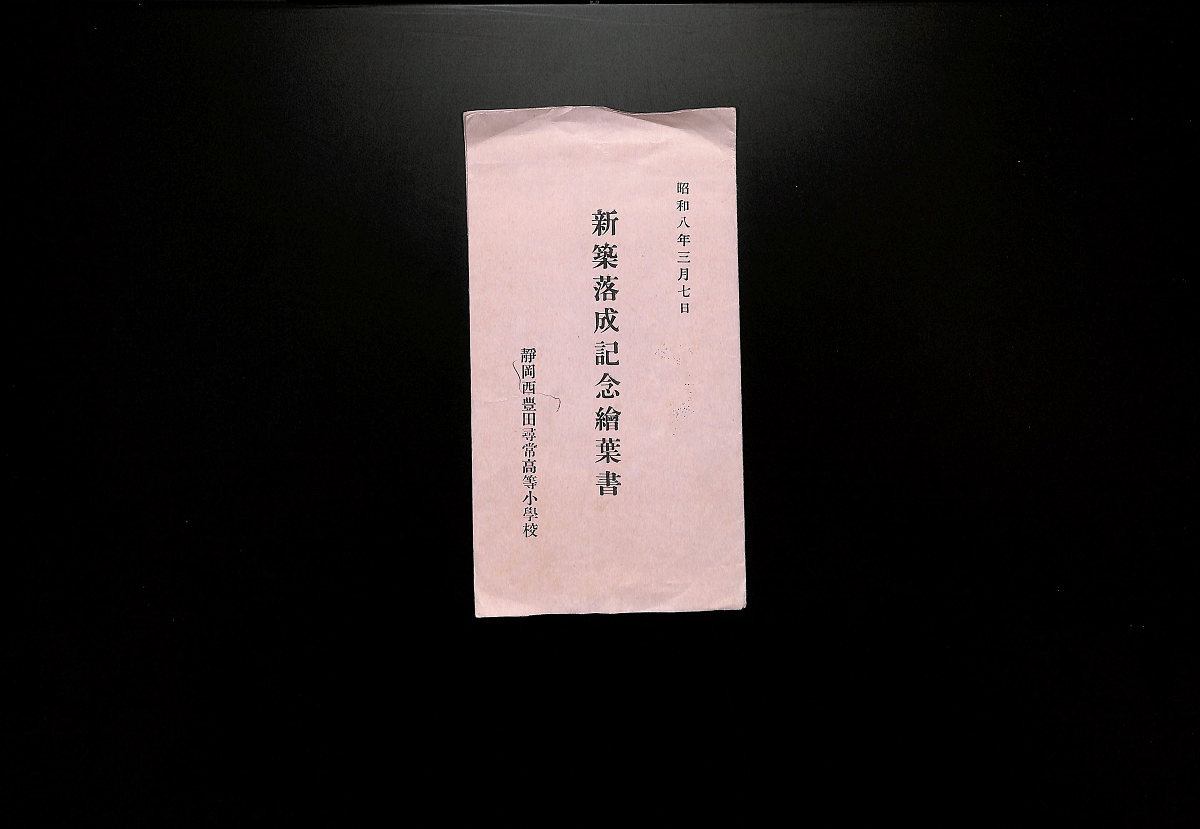 昭和八年三月七日
新築落成記念繪葉書
靜岡西豐田尋常高等小學校